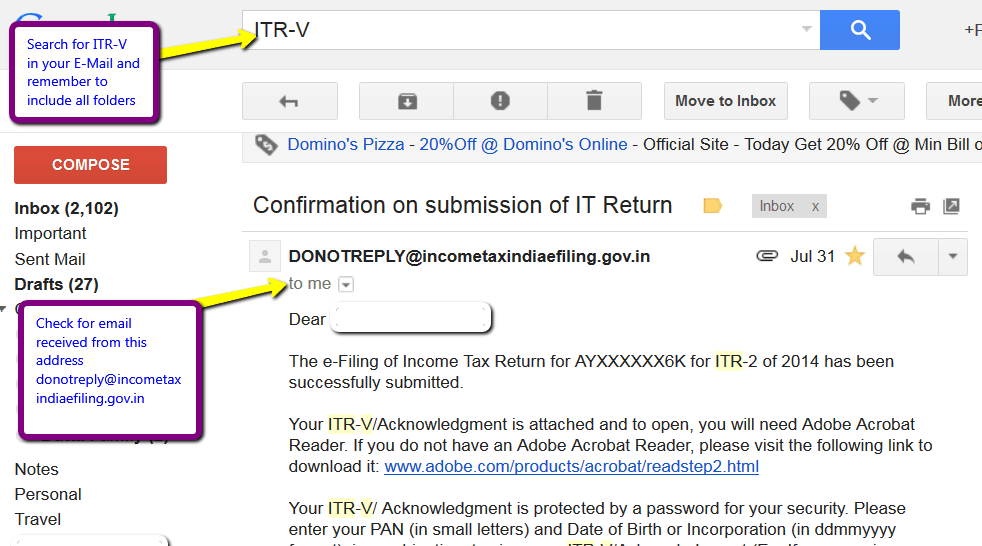 ITR-V
Search for ITR-V
in your E-Mail and
remember to
include all folders
Move to Inbox
More
Domino's Pizza - 20%Off @ Domino's Online - Official Site - Today Get 20% Off @ Min Bill o
COMPOSE
Inbox (2,102)
Important
Sent Mail
Drafts (27)
Confirmation on submission of IT Return
Inbox x
DONOTREPLY@incometaxindiaefiling.gov.in
Jul 31
to me
Check for email
received from this
address
donotreply@incometax
indiaefiling.gov.in
Notes
Personal
Travel
Dear
The e-Filing of Income Tax Return for AYXXXXXX6K for ITR-2 of 2014 has been
successfully submitted.
Your ITR-V/Acknowledgment is attached and to open, you will need Adobe Acrobat
Reader. If you do not have an Adobe Acrobat Reader, please visit the following link to
download it: www.adobe.com/products/acrobat/readstep2.html
Your ITR-V/ Acknowledgment is protected by a password for your security. Please
enter your PAN (in small letters) and Date of Birth or Incorporation (in ddmmyyyy